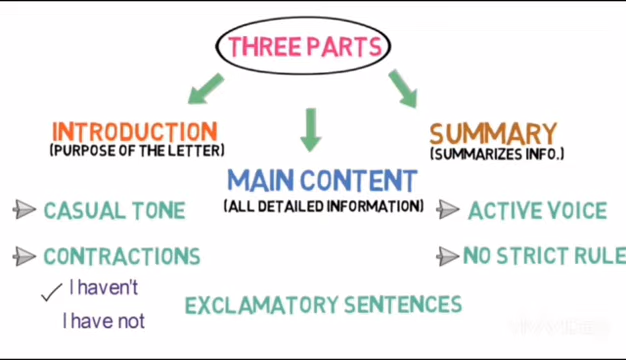 THREE PARTS
INTRODUCTION
(PURPOSE OF THE LETTER)
MAIN CONTENT
(ALL DETAILED INFORMATION)
SUMMARY
(SUMMARIZES INFO.)
CASUAL TONE
CONTRACTIONS
I haven't
I have not
EXCLAMATORY SENTENCES
ACTIVE VOICE
NO STRICT RULE